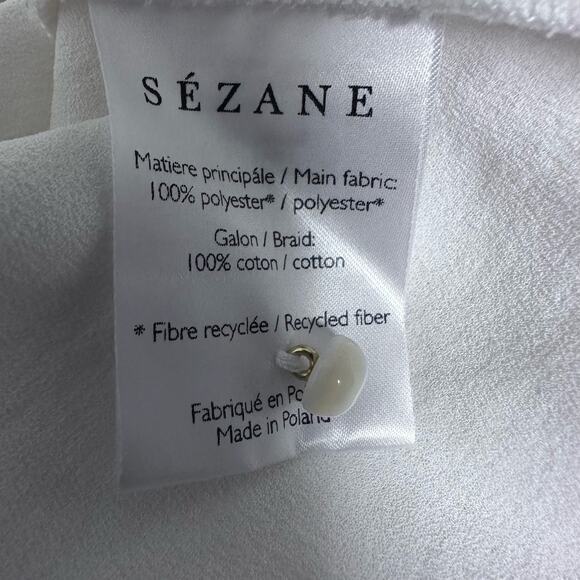 SÉZANE
Matiere principále / Main fabric:
100% polyester* / polyester*
Galon / Braid:
100% coton / cotton
* Fibre recyclée / Recycled fiber
Fabriqué en
Made in Poland